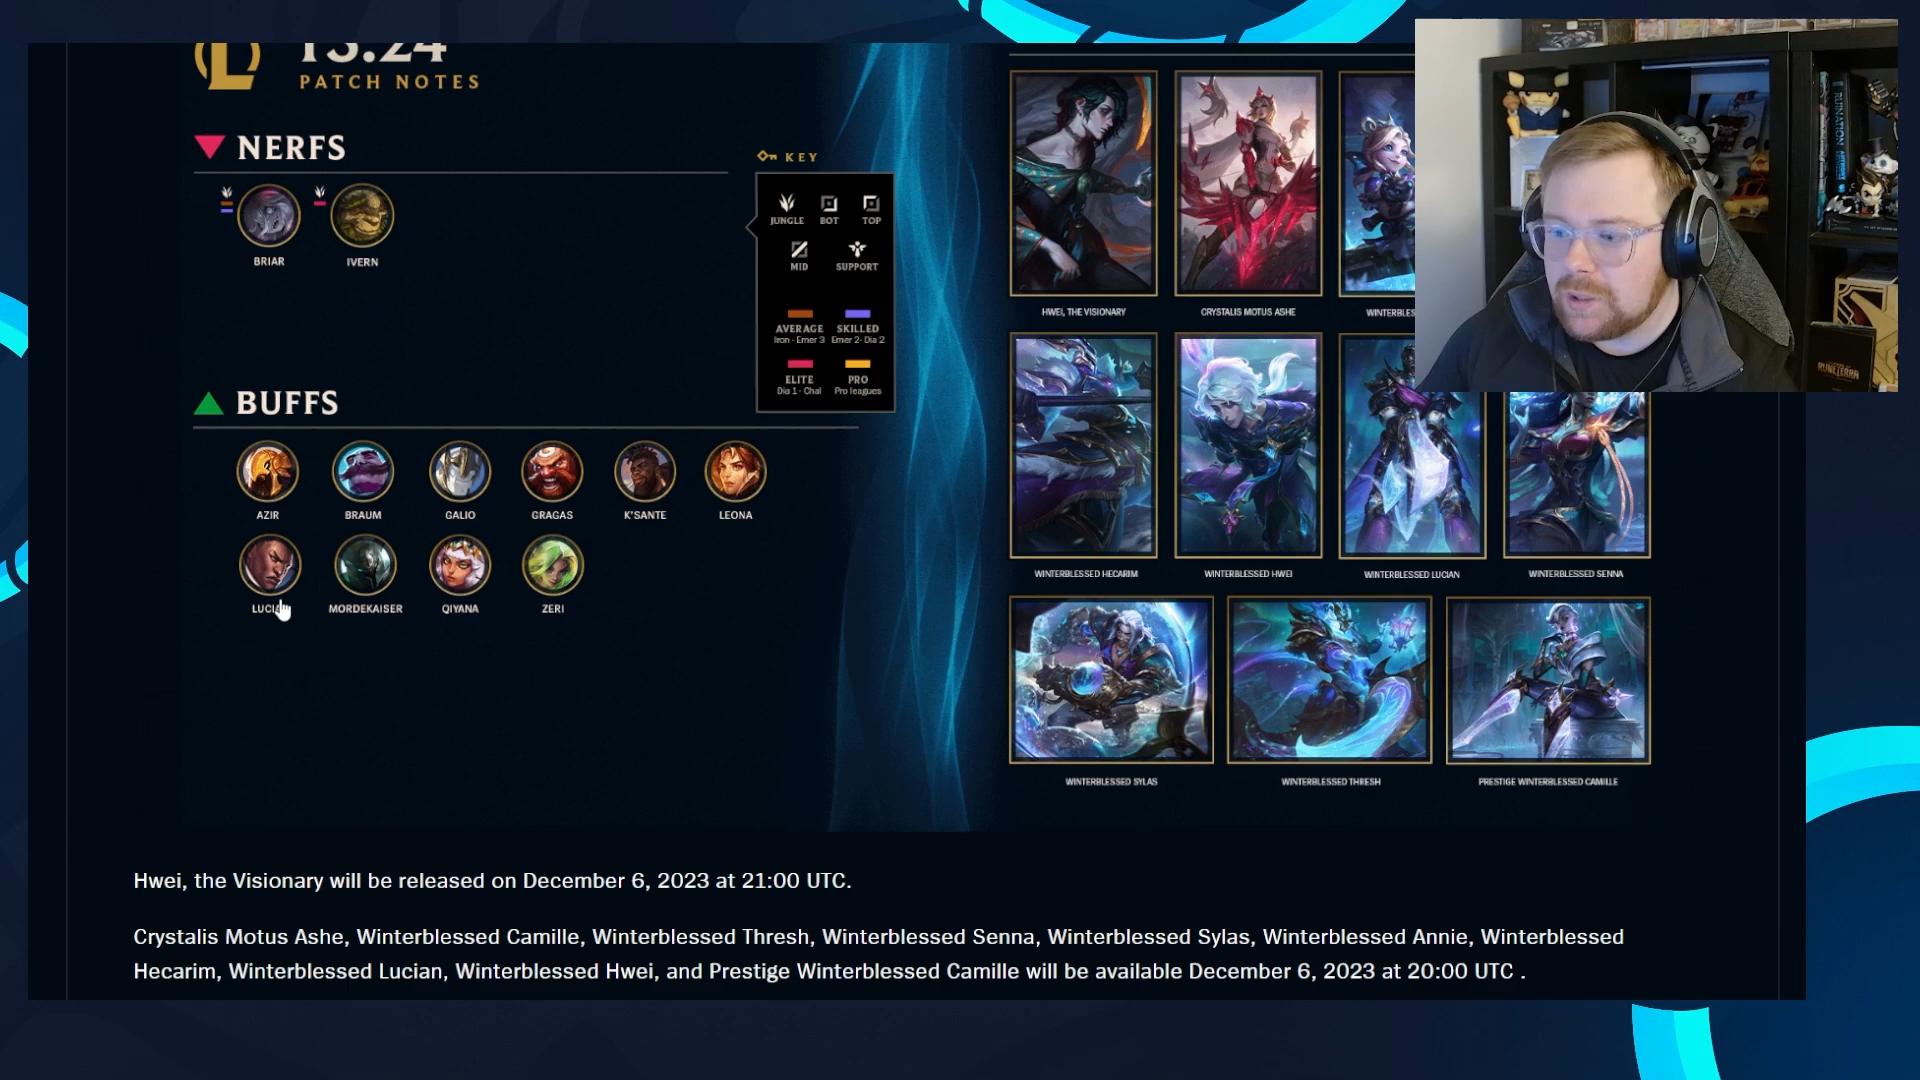 13.24
PATCH NOTES
NERFS
BRIAR
IVERN
KEY
JUNGLE BOT TOP
MID SUPPORT
AVERAGE SKILLED
Iron - Emer 3 Emer 2- Dia 2
ELITE PRO
Dia 1 - Chal Pro leagues
BUFFS
AZIR BRAUM GALIO GRAGAS K'SANTE LEONA
MORDEKAISER QIYANA ZERI
HWEI, THE VISIONARY CRYSTALIS MOTUS ASHE
WINTERBLESSED HECARIM WINTERBLESSED HWEI WINTERBLESSED LUCIAN WINTERBLESSED SENNA
WINTERBLESSED SYLAS WINTERBLESSED THRESH PRESTIGE WINTERBLESSED CAMILLE
Hwei, the Visionary will be released on December 6, 2023 at 21:00 UTC.
Crystalis Motus Ashe, Winterblessed Camille, Winterblessed Thresh, Winterblessed Senna, Winterblessed Sylas, Winterblessed Annie, Winterblessed
Hecarim, Winterblessed Lucian, Winterblessed Hwei, and Prestige Winterblessed Camille will be available December 6, 2023 at 20:00 UTC .
RUINATION
RUNETERRA